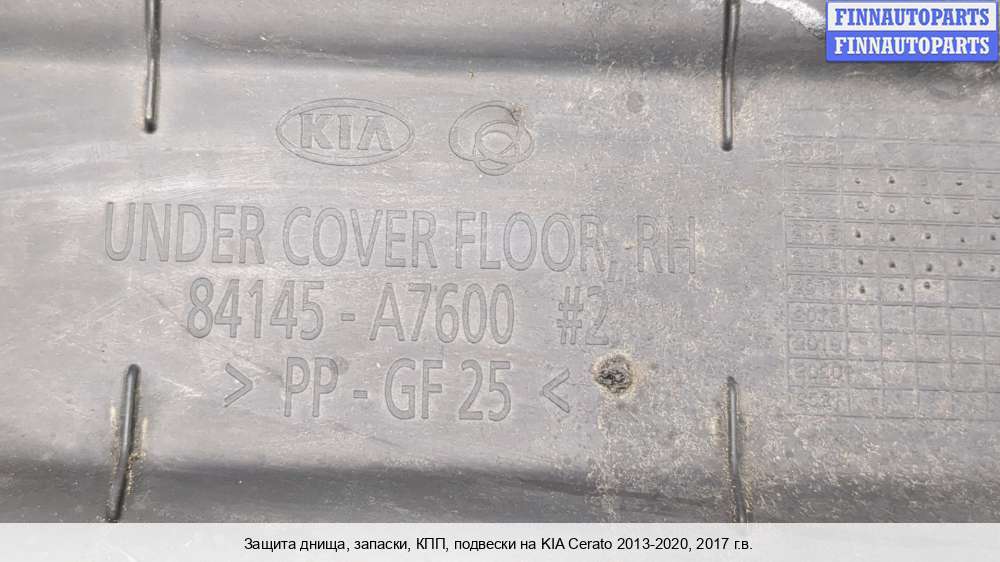 FINNAUTOPARTS
FINNAUTOPARTS
KIA
UNDER COVER FLOOR, RH
84145 - A7600 #2
> PP - GF 25 <
Защита днища, запаски, КПП, подвески на KIA Cerato 2013-2020, 2017 г.в.